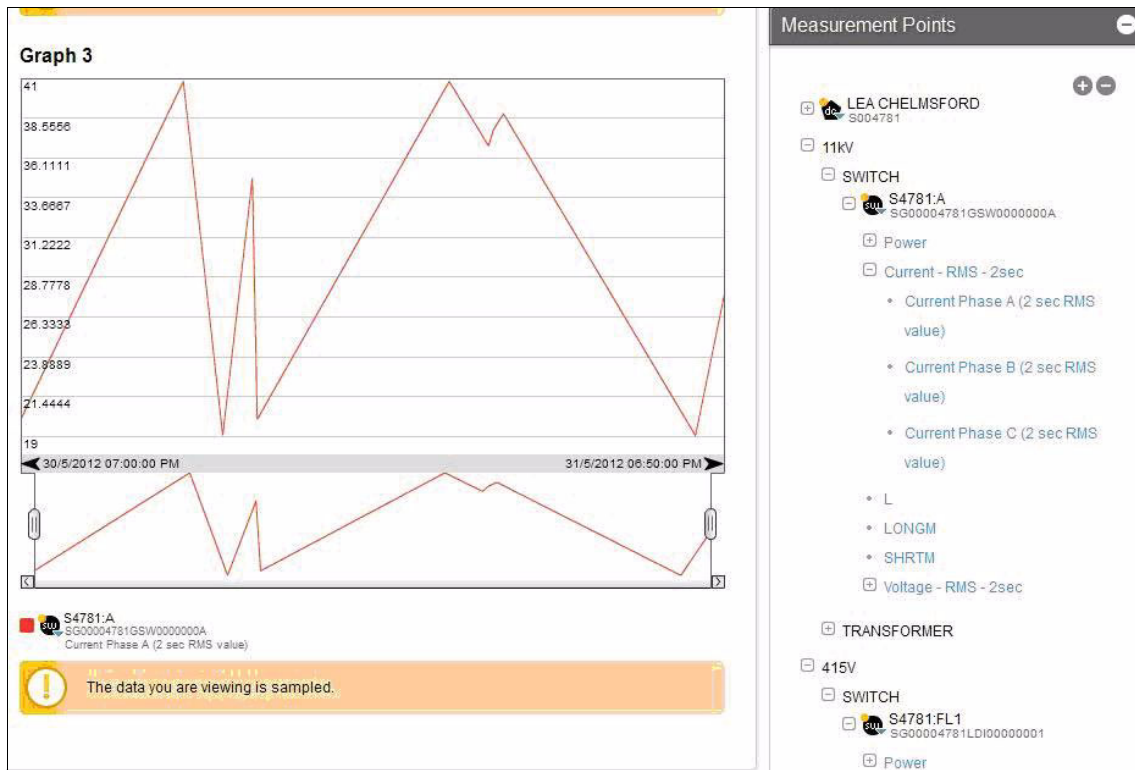 Graph 3
41
38.5556
36.1111
33.6667
31.2222
28.7778
26.3333
23.8889
21.4444
19
30/5/2012 07:00:00 PM
31/5/2012 06:50:00 PM
S4781:A
SG00004781GSW0000000A
Current Phase A (2 sec RMS value)
The data you are viewing is sampled.
Measurement Points
LEA CHELMSFORD
S004781
11kV
SWITCH
S4781:A
SG00004781GSW0000000A
Power
Current - RMS - 2sec
Current Phase A (2 sec RMS
value)
Current Phase B (2 sec RMS
value)
Current Phase C (2 sec RMS
value)
L
LONGM
SHRTM
Voltage - RMS - 2sec
TRANSFORMER
415V
SWITCH
S4781:FL1
SG00004781LDI00000001
Power